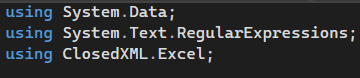 using System.Data;
using System.Text.RegularExpressions;
using ClosedXML.Excel;